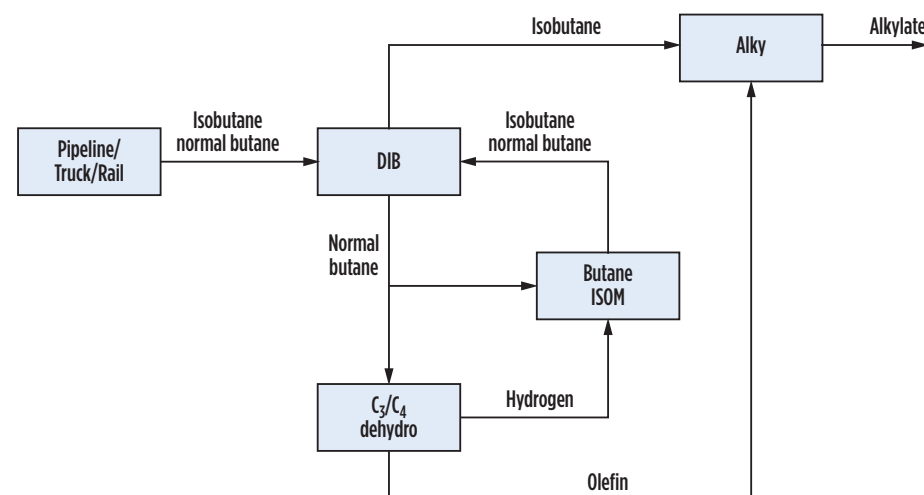 Isobutane
Alky
Alkylate
Isobutane
normal butane
Isobutane
normal butane
Pipeline/
Truck/Rail
DIB
Normal
butane
Butane
ISOM
C₃/C₄
dehydro
Hydrogen
Olefin